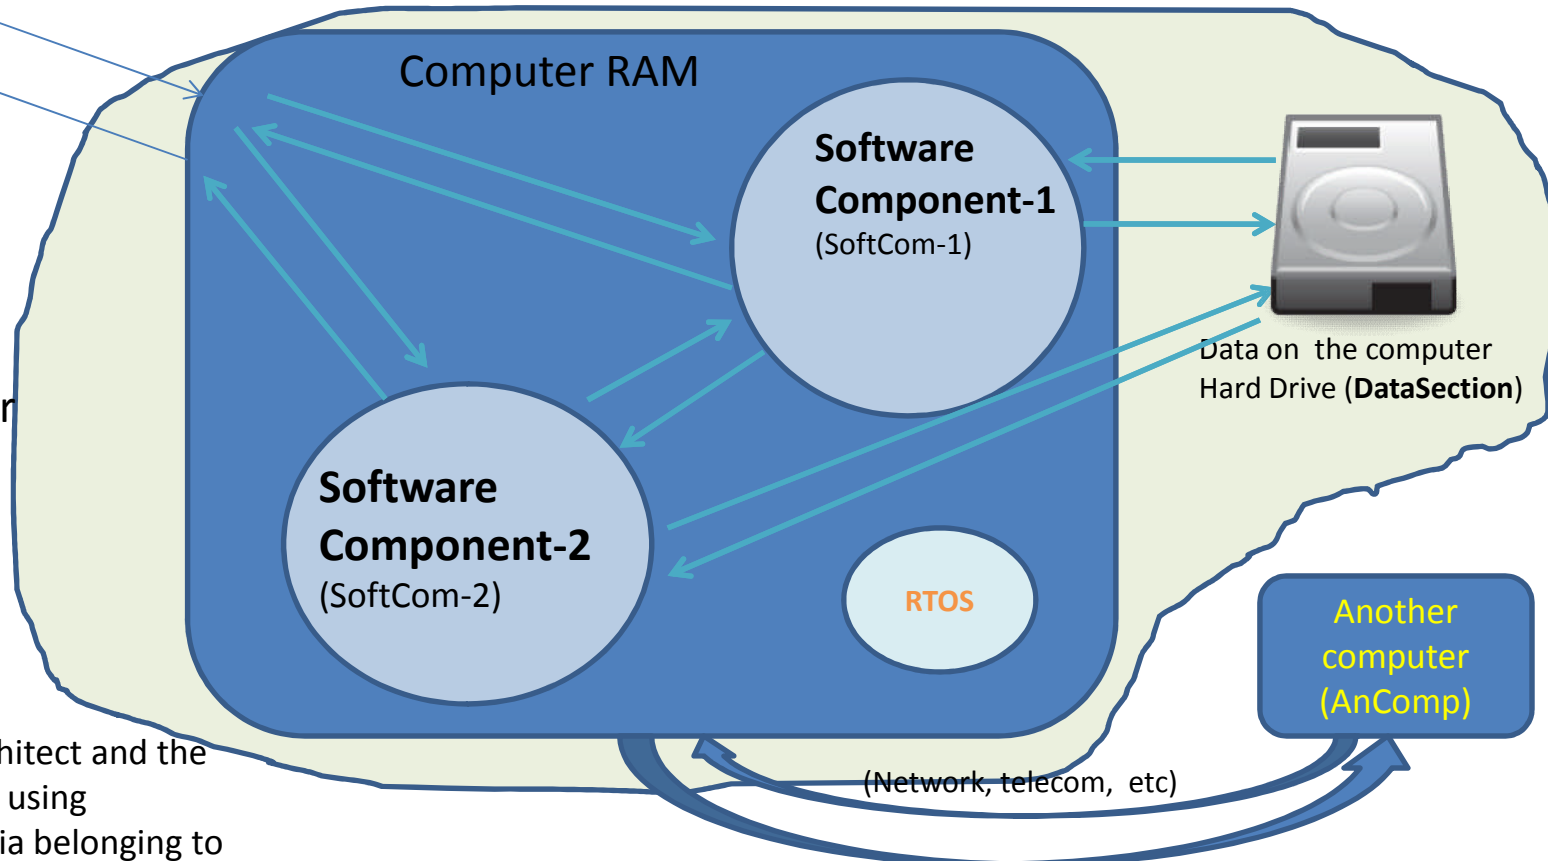 Computer RAM
Software
Component-1
(SoftCom-1)
Data on the computer
Hard Drive (DataSection)
r
Software
Component-2
(SoftCom-2)
RTOS
Another
computer
(AnComp)
hitect and the
using
ia belonging to
(Network, telecom, etc)